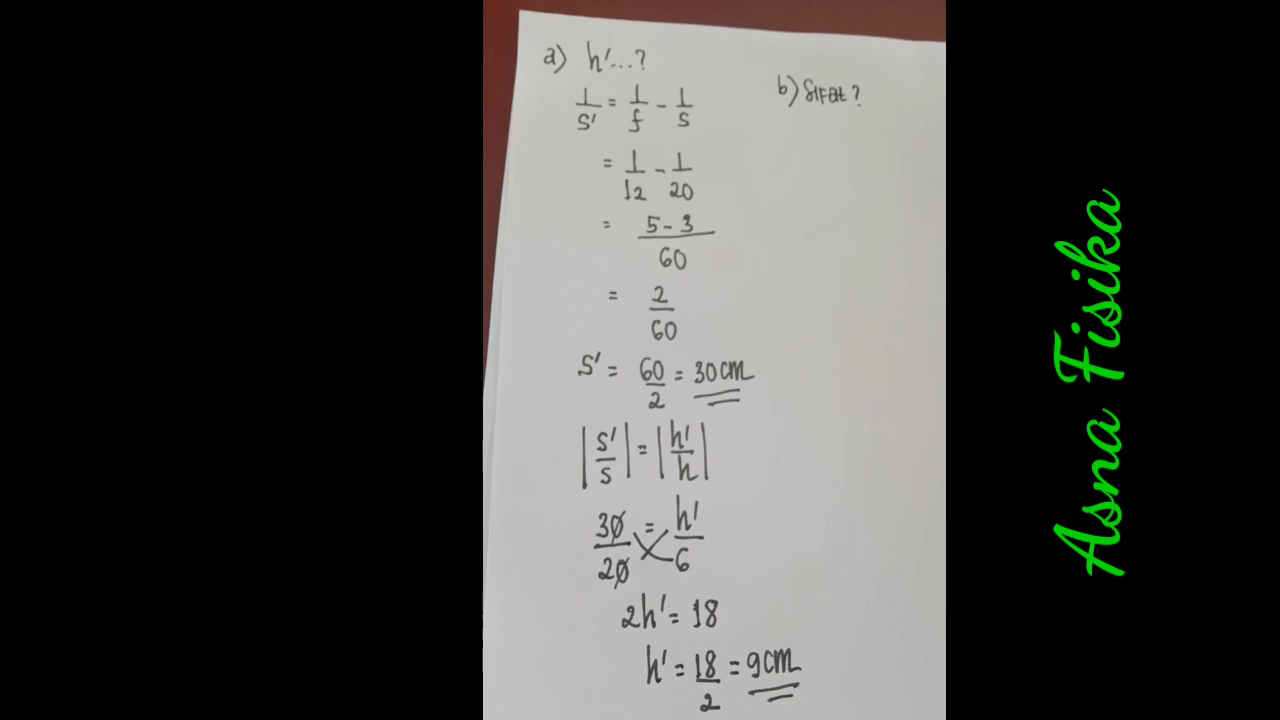 a) h'...?
1/s' = 1/f - 1/s
= 1/12 - 1/20
= 5-3/60
= 2/60
s' = 60/2 = 30 cm
|s'/s| = |h'/h|
30/20 = h'/6
2h' = 18
h' = 18/2 = 9 cm
b) Sifat?
Asna Fisika